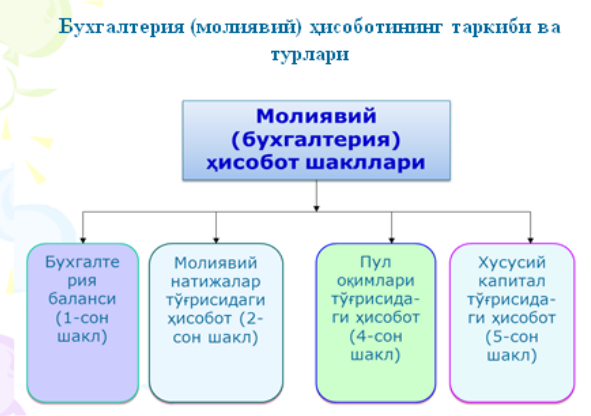 Бухгалтерия (молиявий) ҳисоботининг таркиби ва
турлари
Молиявий
(бухгалтерия)
ҳисобот шакллари
Бухгалте
рия
баланси
(1-сон
шакл)
Молиявий
натижалар
тўғрисидаги
ҳисобот (2-
сон шакл)
Пул
оқимлари
тўғрисида-
ги ҳисобот
(4-сон
шакл)
Хусусий
капитал
тўғрисида-
ги ҳисобот
(5-сон
шакл)